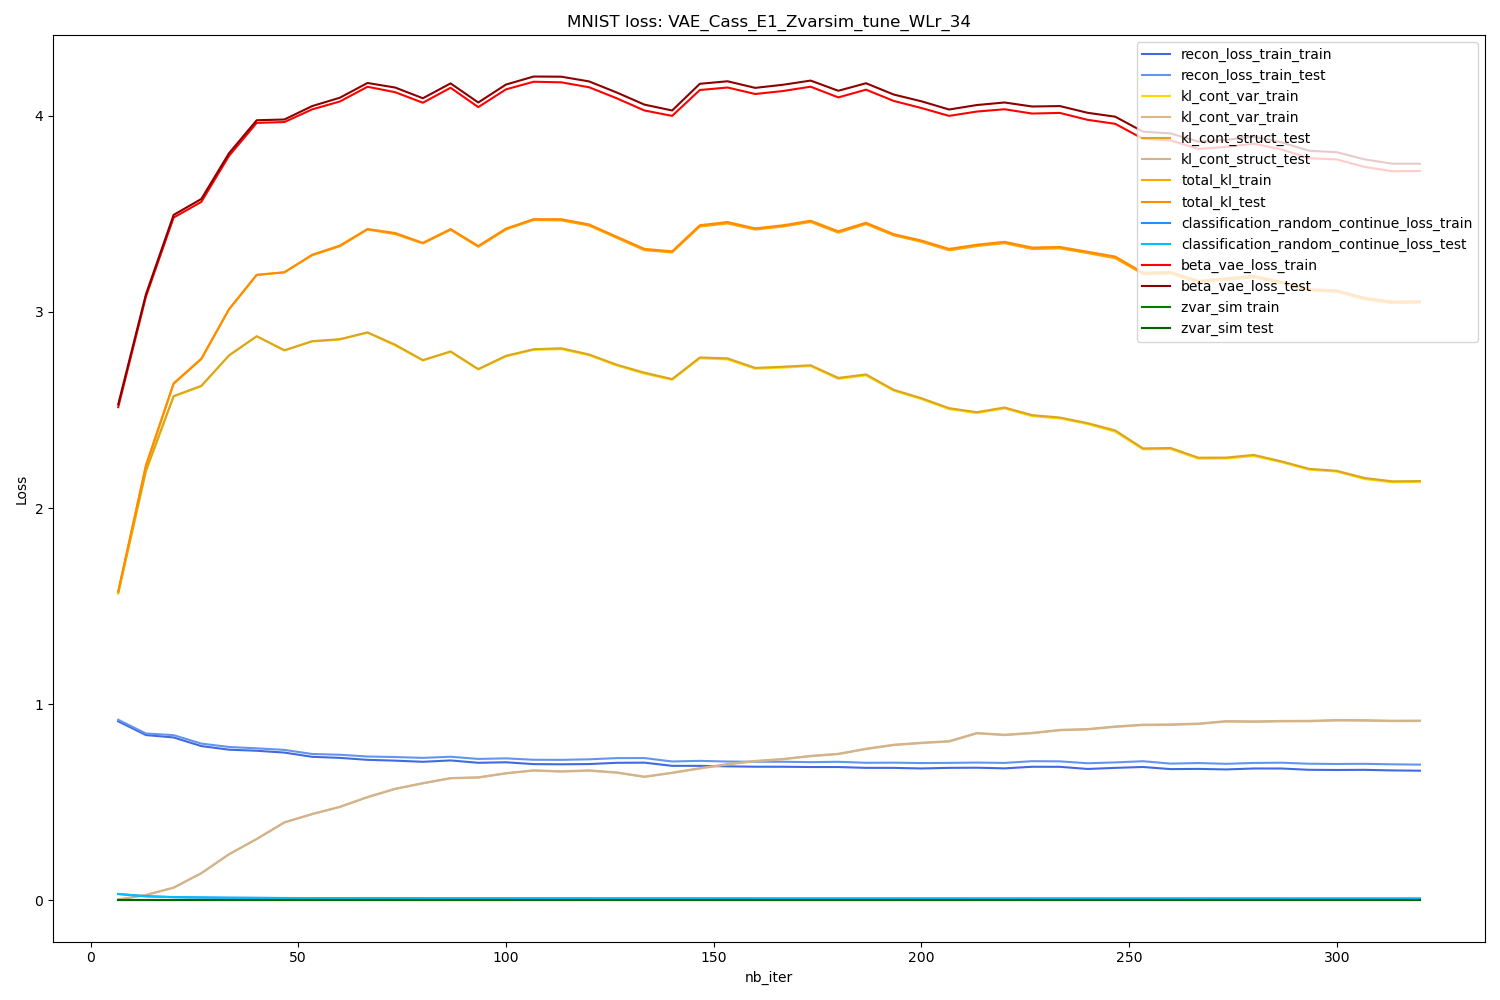 MNIST loss: VAE_Cass_E1_Zvarsim_tune_WLr_34
recon_loss_train_train
recon_loss_train_test
kl_cont_var_train
kl_cont_var_train
kl_cont_struct_test
kl_cont_struct_test
total_kl_train
total_kl_test
classification_random_continue_loss_train
classification_random_continue_loss_test
beta_vae_loss_train
beta_vae_loss_test
zvar_sim train
zvar_sim test
Loss
4
3
2
1
0
0
50
100
150
200
250
300
nb_iter